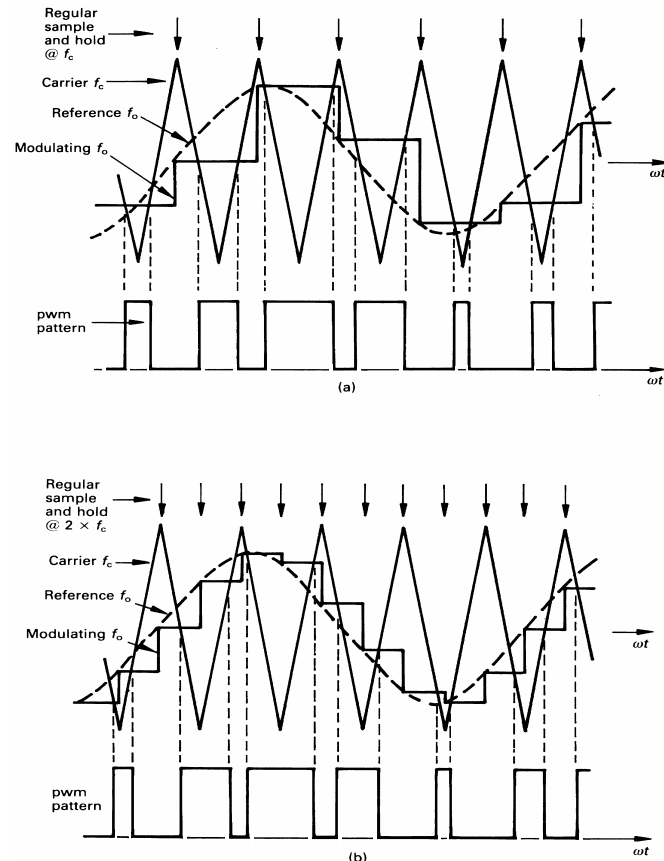 Regular
sample
and hold
@ fc
Carrier fc
Reference fo
Modulating fo
ωt
pwm
pattern
ωt
(a)
Regular
sample
and hold
@ 2 × fc
Carrier fc
Reference fo
Modulating fo
ωt
pwm
pattern
ωt
(b)